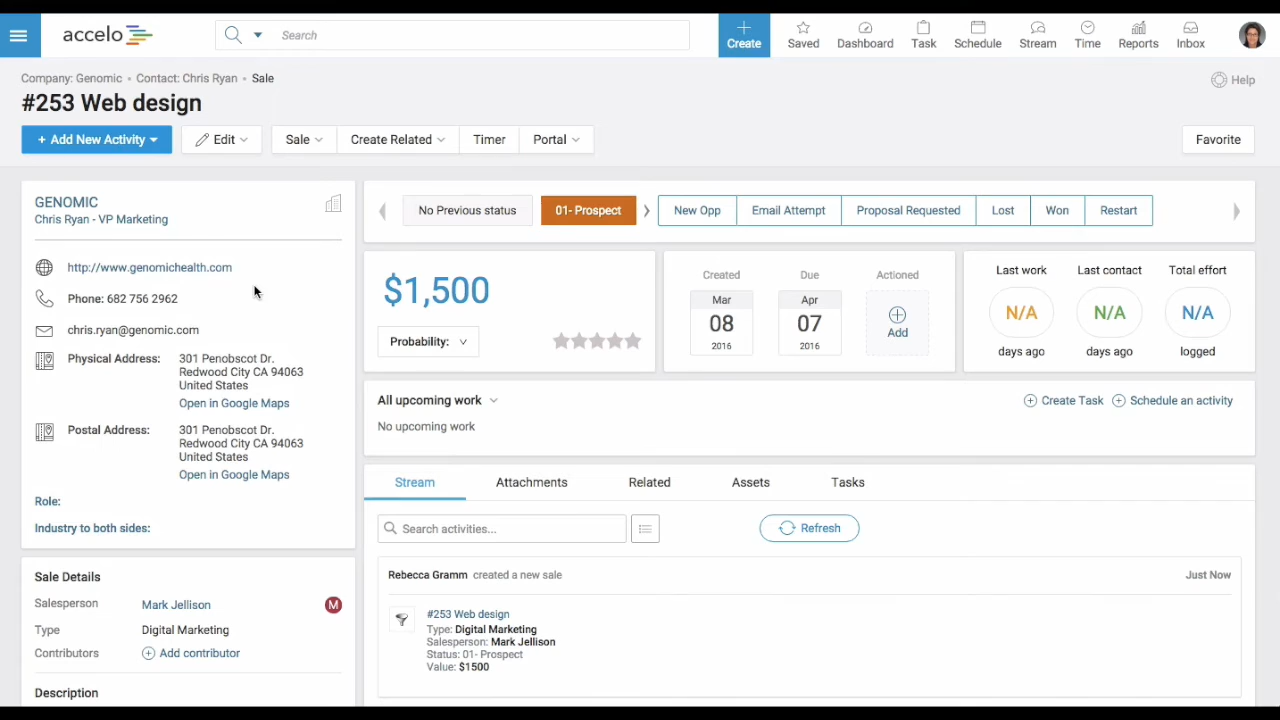 accelo
Search
Create
Saved
Dashboard
Task
Schedule
Stream
Time
Reports
Inbox
Company: Genomic • Contact: Chris Ryan • Sale
Help
#253 Web design
+ Add New Activity
Edit
Sale
Create Related
Timer
Portal
Favorite
GENOMIC
Chris Ryan - VP Marketing
http://www.genomichealth.com
Phone: 682 756 2962
chris.ryan@genomic.com
Physical Address: 301 Penobscot Dr.
Redwood City CA 94063
United States
Open in Google Maps
Postal Address: 301 Penobscot Dr.
Redwood City CA 94063
United States
Open in Google Maps
Role:
Industry to both sides:
Sale Details
Salesperson Mark Jellison M
Type Digital Marketing
Contributors Add contributor
Description
No Previous status
01- Prospect
New Opp
Email Attempt
Proposal Requested
Lost
Won
Restart
$1,500
Probability:
Created
Mar
08
2016
Due
Apr
07
2016
Actioned
Add
Last work
N/A
days ago
Last contact
N/A
days ago
Total effort
N/A
logged
All upcoming work
Create Task
Schedule an activity
No upcoming work
Stream
Attachments
Related
Assets
Tasks
Search activities...
Refresh
Rebecca Gramm created a new sale Just Now
#253 Web design
Type: Digital Marketing
Salesperson: Mark Jellison
Status: 01- Prospect
Value: $1500